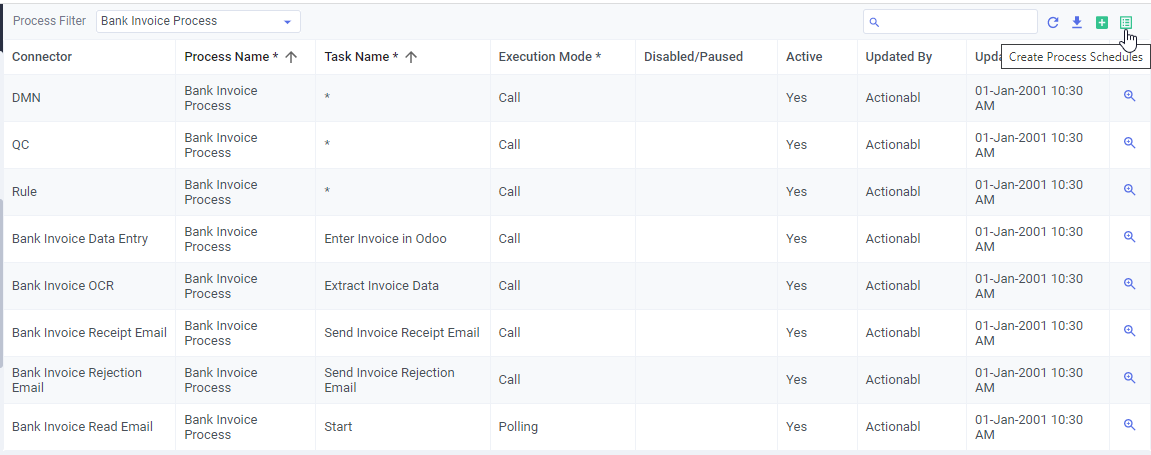 Process Filter Bank Invoice Process
Connector Process Name * Task Name * Execution Mode * Disabled/Paused Active Updated By Upda
Create Process Schedules
DMN Bank Invoice Process * Call Yes Actionabl 01-Jan-2001 10:30 AM
QC Bank Invoice Process * Call Yes Actionabl 01-Jan-2001 10:30 AM
Rule Bank Invoice Process * Call Yes Actionabl 01-Jan-2001 10:30 AM
Bank Invoice Data Entry Bank Invoice Process Enter Invoice in Odoo Call Yes Actionabl 01-Jan-2001 10:30 AM
Bank Invoice OCR Bank Invoice Process Extract Invoice Data Call Yes Actionabl 01-Jan-2001 10:30 AM
Bank Invoice Receipt Email Bank Invoice Process Send Invoice Receipt Email Call Yes Actionabl 01-Jan-2001 10:30 AM
Bank Invoice Rejection Email Bank Invoice Process Send Invoice Rejection Email Call Yes Actionabl 01-Jan-2001 10:30 AM
Bank Invoice Read Email Bank Invoice Process Start Polling Yes Actionabl 01-Jan-2001 10:30 AM